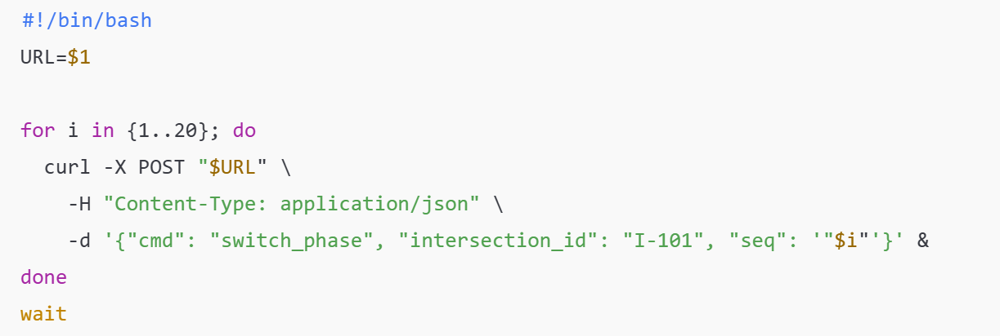 #!/bin/bash
URL=$1
for i in {1..20}; do
  curl -X POST "$URL" \
    -H "Content-Type: application/json" \
    -d '{"cmd": "switch_phase", "intersection_id": "I-101", "seq": '"$i"'}' &
done
wait